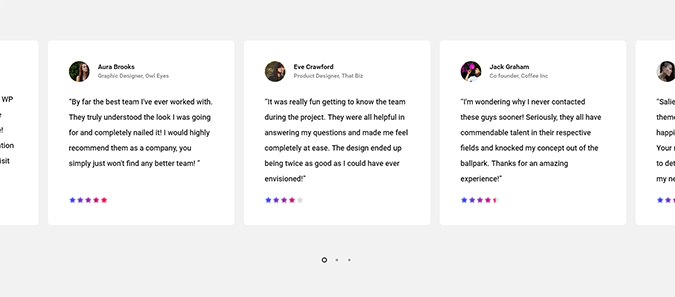 WP
e
!
ation
isit
Aura Brooks
Graphic Designer, Owl Eyes
"By far the best team I've ever worked with.
They truly understood the look I was going
for and completely nailed it! I would highly
recommend them as a company, you
simply just won't find any better team! "
Eve Crawford
Product Designer, That Biz
"It was really fun getting to know the team
during the project. They were all helpful in
answering my questions and made me feel
completely at ease. The design ended up
being twice as good as I could have ever
envisioned!"
Jack Graham
Co founder, Coffee Inc
"I'm wondering why I never contacted
these guys sooner! Seriously, they all have
commendable talent in their respective
fields and knocked my concept out of the
ballpark. Thanks for an amazing
experience!"
"Salie
theme
happi
Your r
to det
my ne